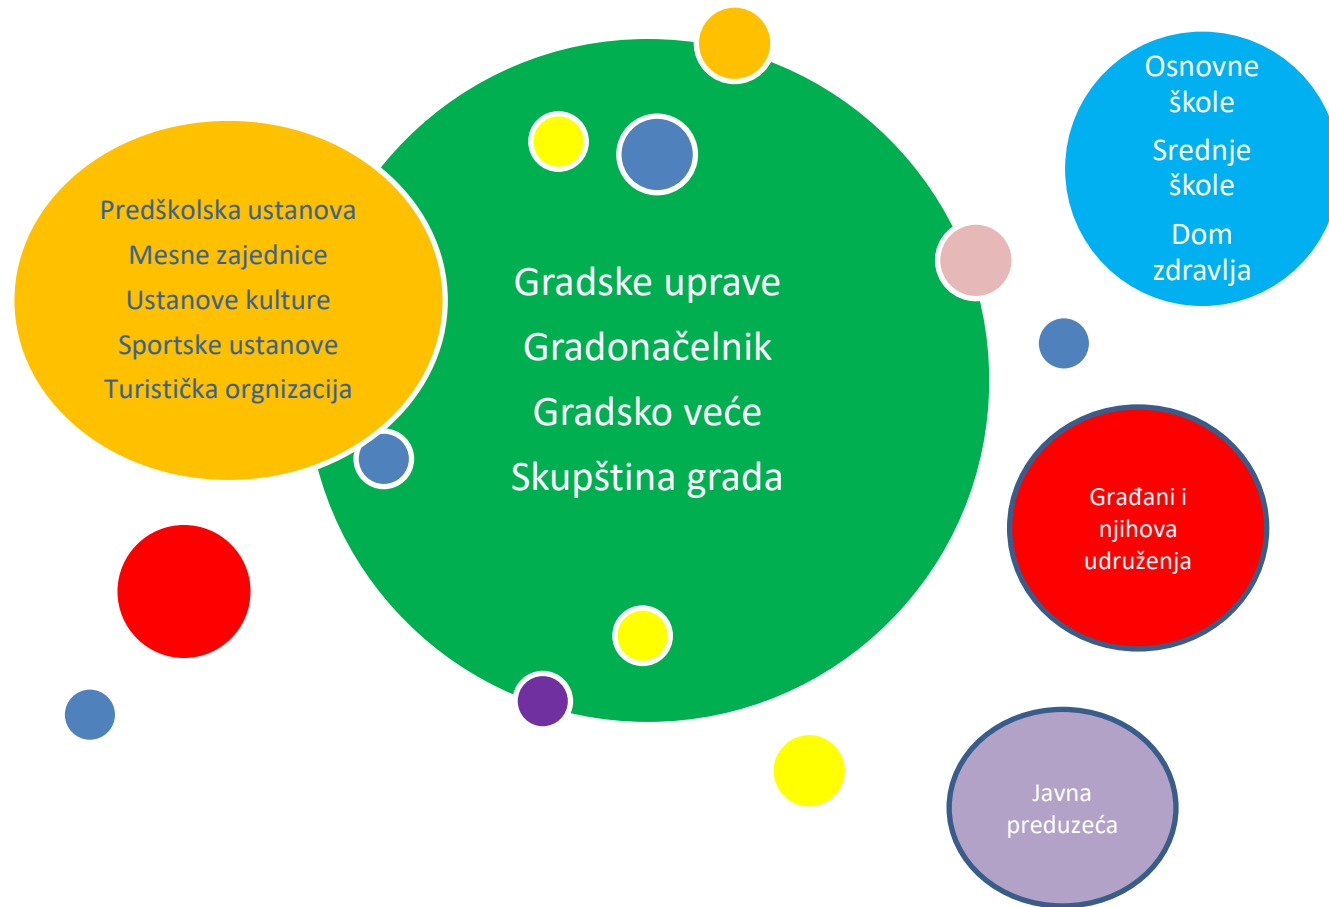 Predškolska ustanova
Mesne zajednice
Ustanove kulture
Sportske ustanove
Turistička orgnizacija
Gradske uprave
Gradonačelnik
Gradsko veće
Skupština grada
Osnovne
škole
Srednje
škole
Dom
zdravlja
Građani i
njihova
udruženja
Javna
preduzeća